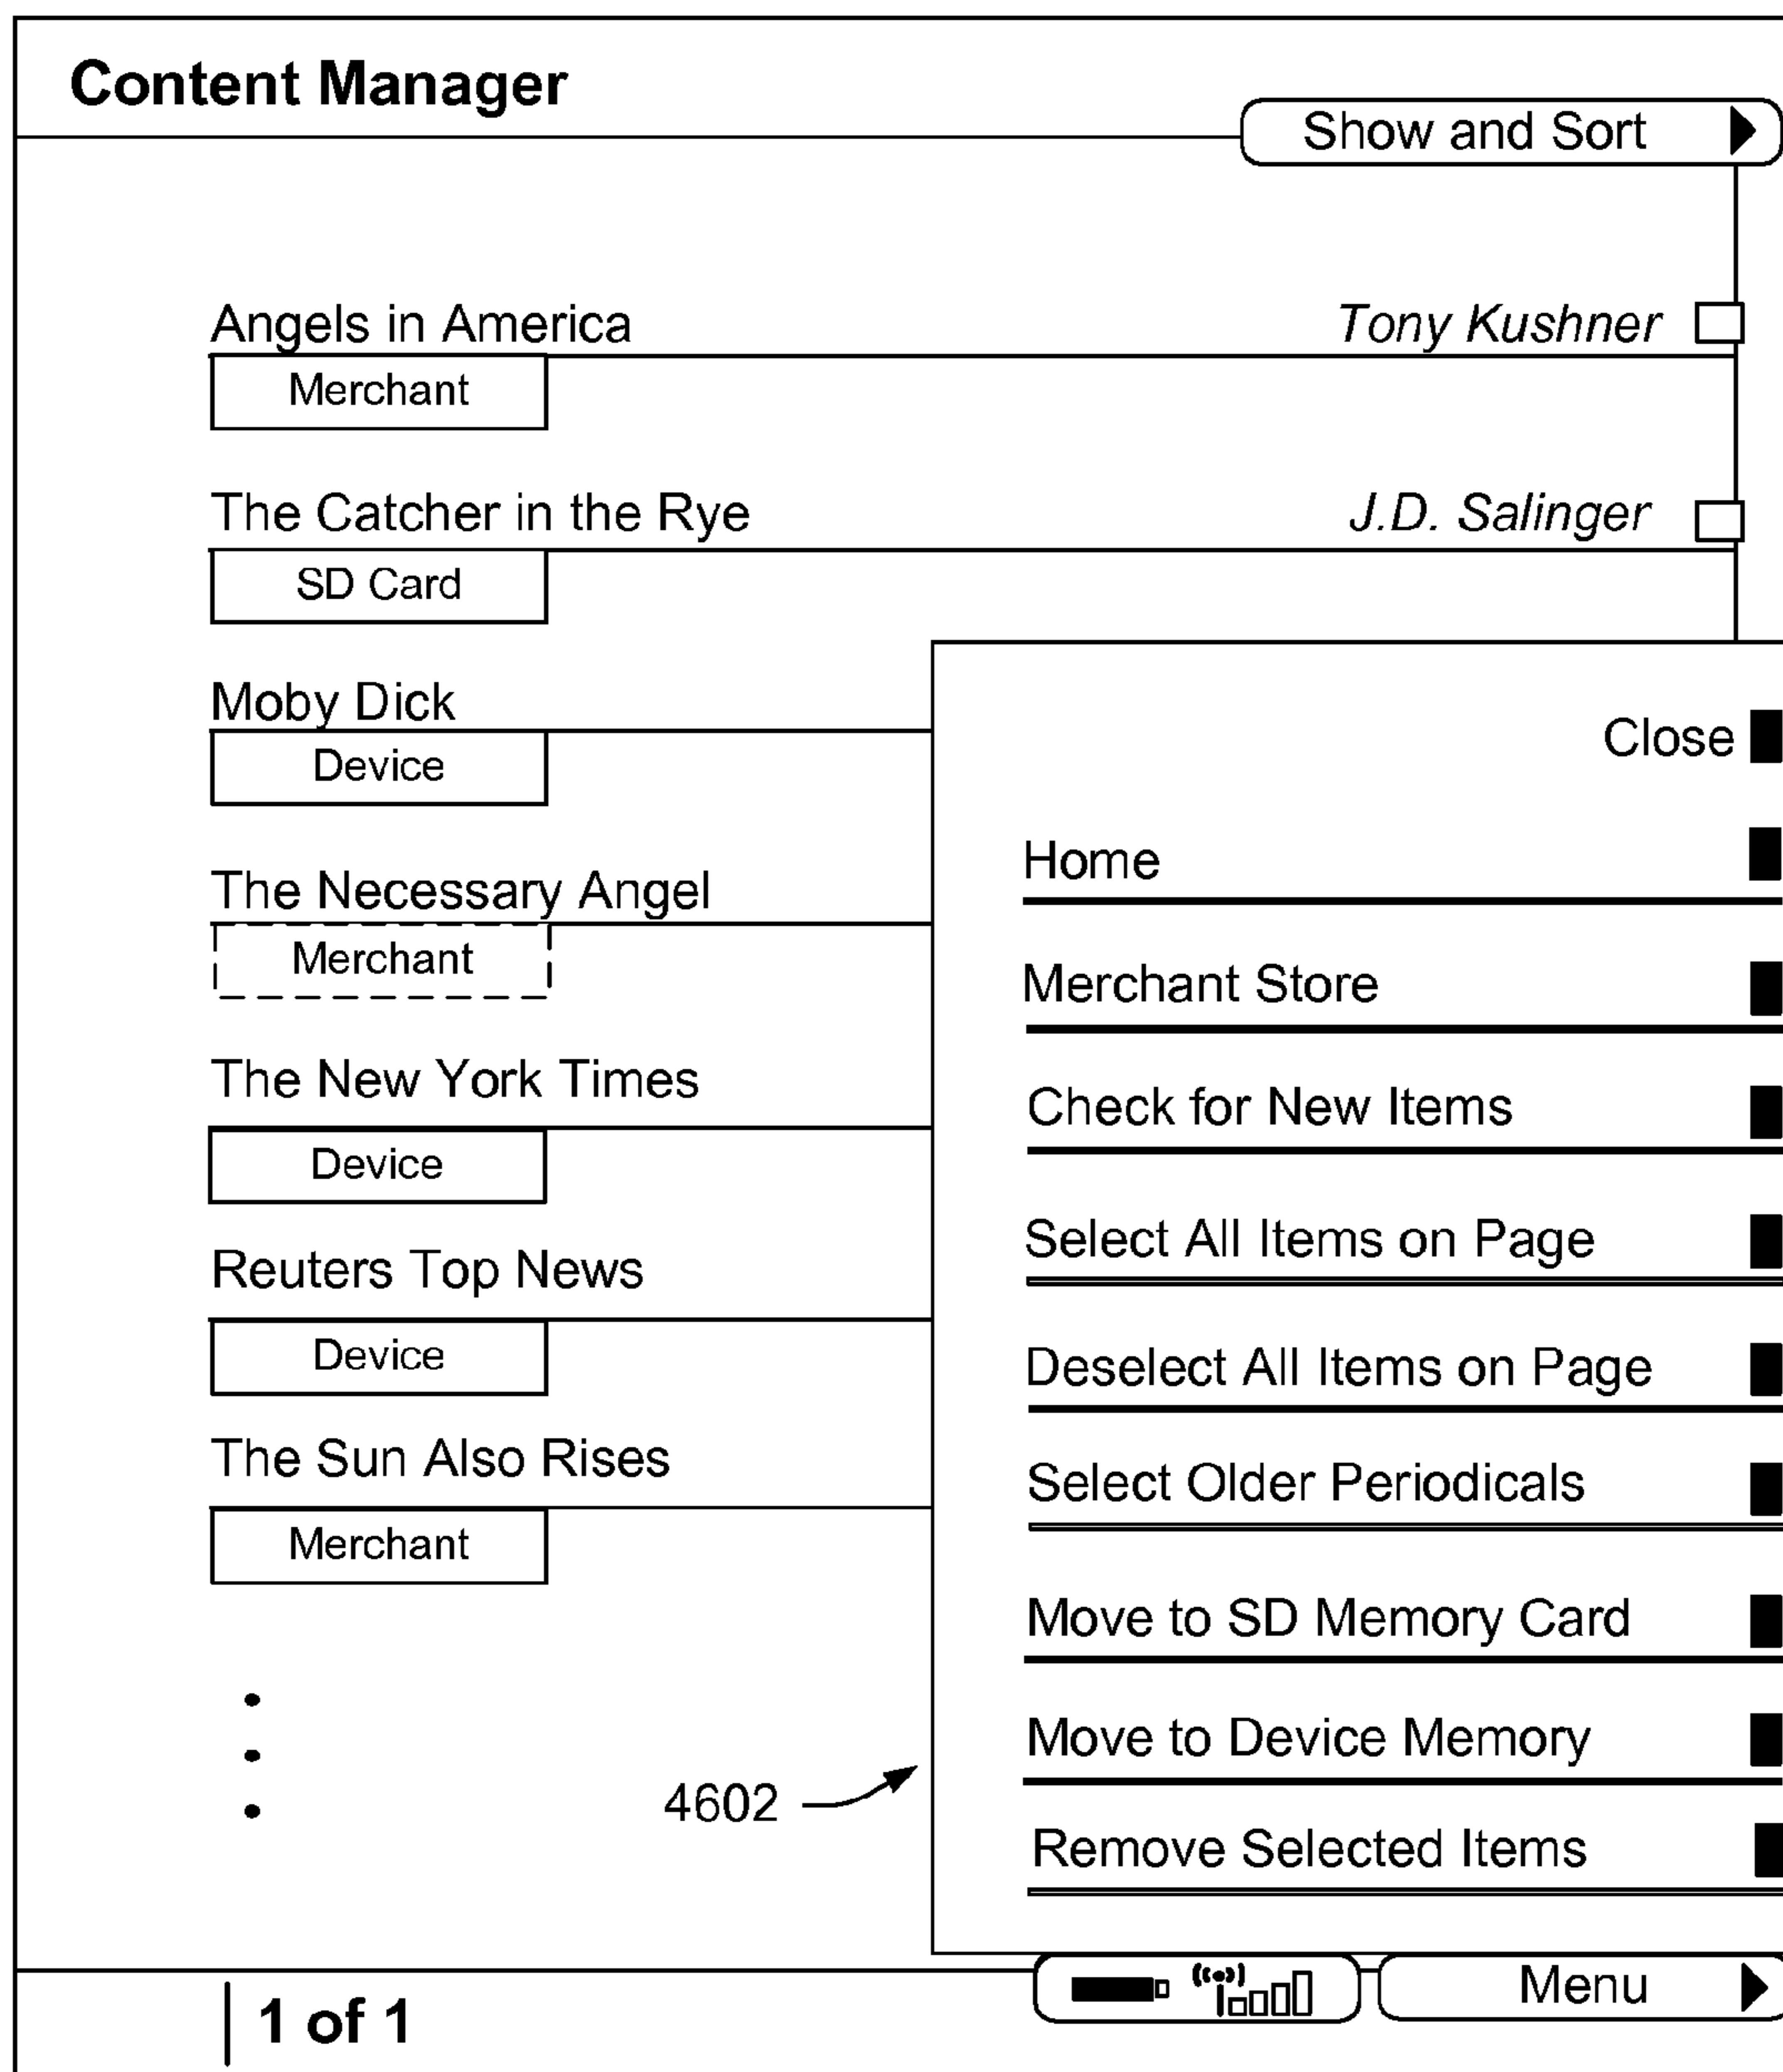 Content Manager
Show and Sort
Angels in America Tony Kushner
Merchant
The Catcher in the Rye J.D. Salinger
SD Card
Moby Dick
Device
The Necessary Angel
Merchant
The New York Times
Device
Reuters Top News
Device
The Sun Also Rises
Merchant
4602
Close
Home
Merchant Store
Check for New Items
Select All Items on Page
Deselect All Items on Page
Select Older Periodicals
Move to SD Memory Card
Move to Device Memory
Remove Selected Items
1 of 1
Menu